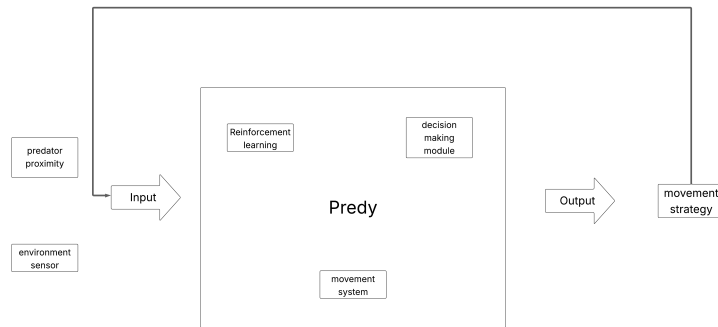 predator
proximity
environment
sensor
Input
Reinforcement
learning
decision
making
module
Predy
movement
system
Output
movement
strategy